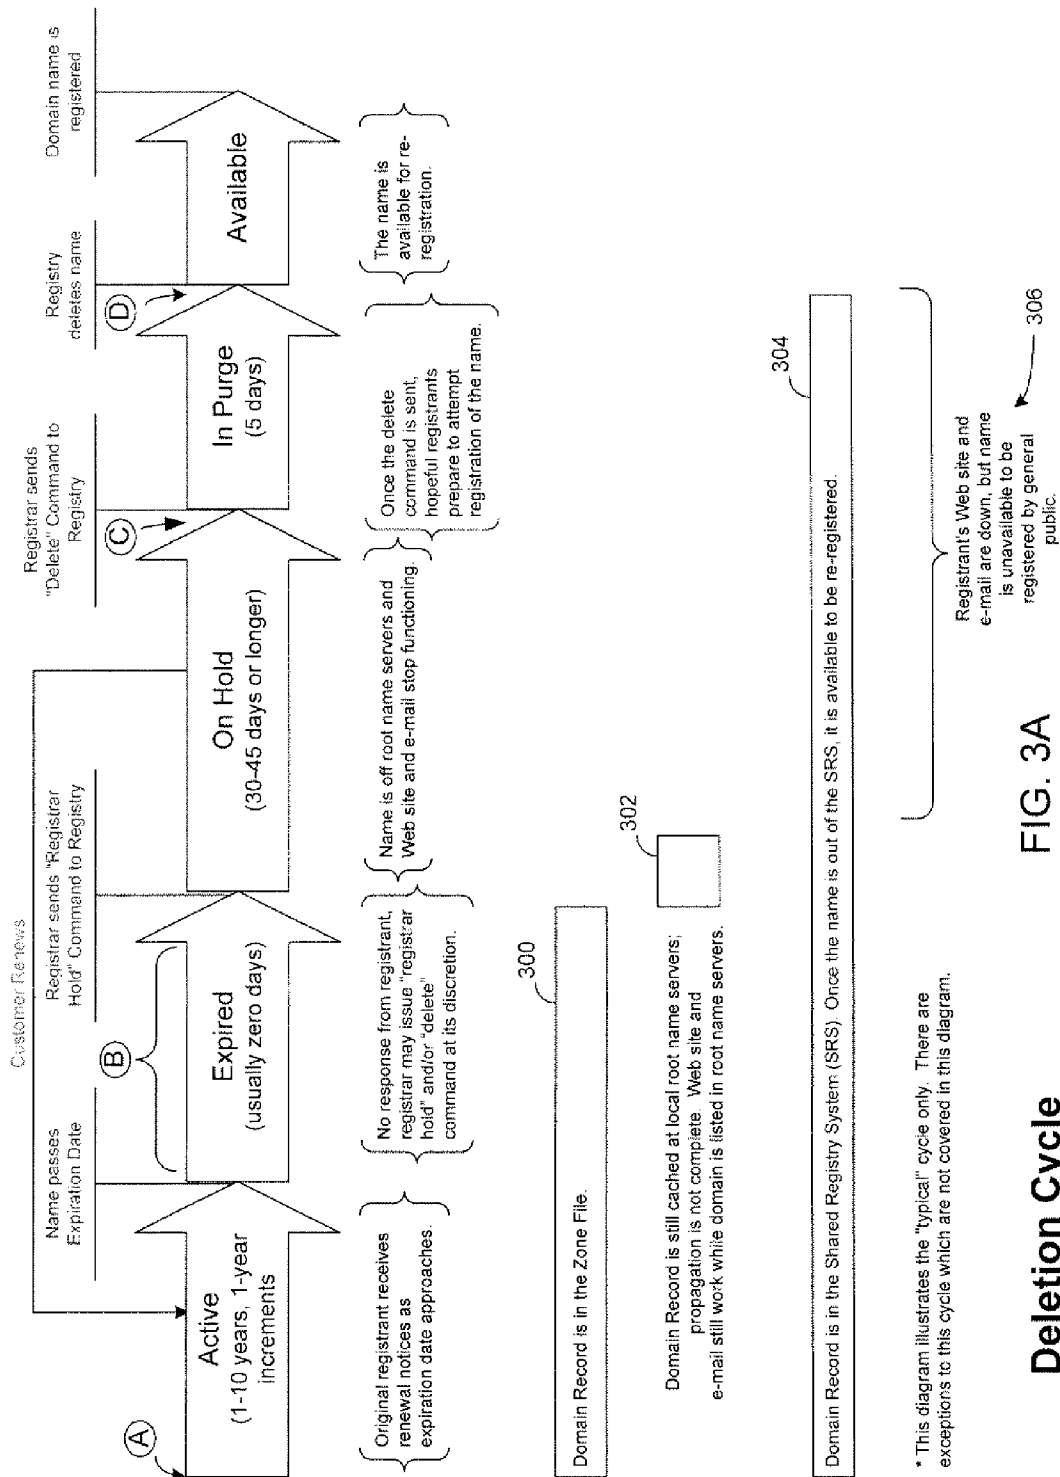 Customer Renews
Name passes
Expiration Date
Registrar sends "Registrar
Hold" Command to Registry
Registrar sends
"Delete" Command to
Registry
Registry
deletes name
Domain name is
registered
A
B
C
D
Active
(1-10 years, 1-year
increments
Expired
(usually zero days)
On Hold
(30-45 days or longer)
In Purge
(5 days)
Available
Original registrant receives
renewal notices as
expiration date approaches.
No response from registrant,
registrar may issue "registrar
hold" and/or "delete"
command at its discretion.
Name is off root name servers and
Web site and e-mail stop functioning.
Once the delete
command is sent,
hopeful registrants
prepare to attempt
registration of the name.
The name is
available for re-
registration.
300
Domain Record is in the Zone File.
302
Domain Record is still cached at local root name servers;
propagation is not complete. Web site and
e-mail still work while domain is listed in root name servers.
304
Domain Record is in the Shared Registry System (SRS). Once the name is out of the SRS, it is available to be re-registered.
Registrant's Web site and
e-mail are down, but name
is unavailable to be
registered by general
public.
306
* This diagram illustrates the "typical" cycle only. There are
exceptions to this cycle which are not covered in this diagram.
Deletion Cycle
FIG. 3A